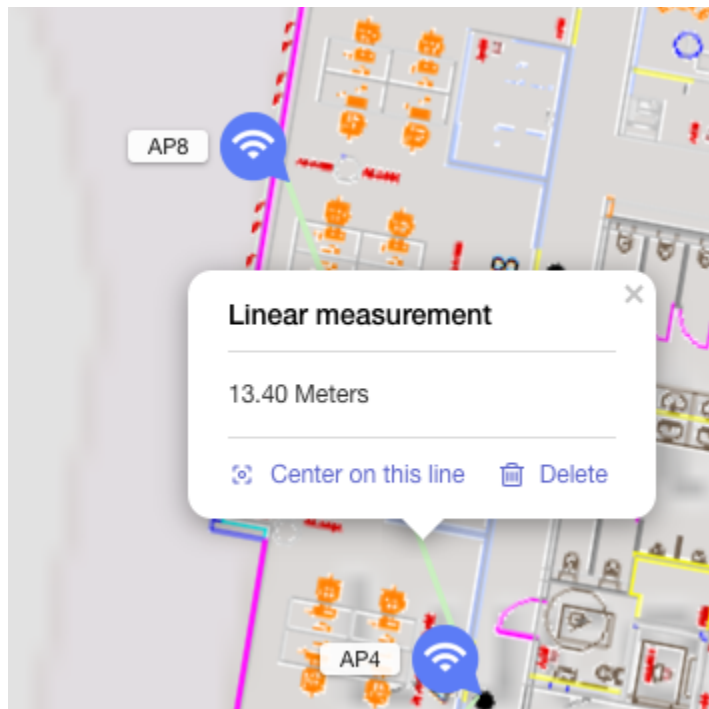 AP8
Linear measurement
13.40 Meters
Center on this line
Delete
AP4